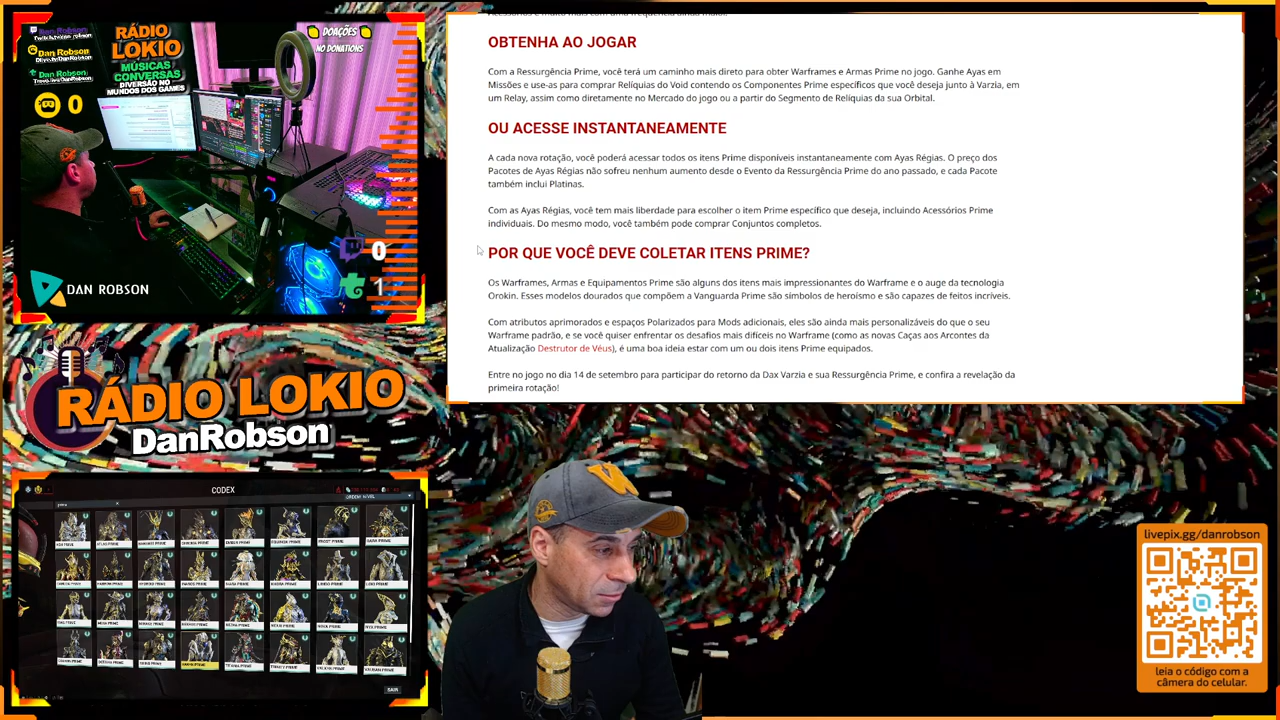 RÁDIO
LOKIO
MÚSICAS
CONVERSAS
DIVERSÃO NO
MUNDO DOS GAMES
DOAÇÕES
NO DONATIONS
Dan Robson
Dan Robson
0
0
1
DAN ROBSON
OBTENHA AO JOGAR
Com a Ressurgência Prime, você terá um caminho mais direto para obter Warframes e Armas Prime no jogo. Ganhe Ayas em
Missões e use-as para comprar Relíquias do Void contendo os Componentes Prime específicos que você deseja junto à Varzia, em
um Relay, assim como diretamente no Mercado do jogo ou a partir do Segmento de Relíquias da sua Orbital.
OU ACESSE INSTANTANEAMENTE
A cada nova rotação, você poderá acessar todos os itens Prime disponíveis instantaneamente com Ayas Régias. O preço dos
Pacotes de Ayas Régias não sofreu nenhum aumento desde o Evento da Ressurgência Prime do ano passado, e cada Pacote
também inclui Platinas.
Com as Ayas Régias, você tem mais liberdade para escolher o item Prime específico que deseja, incluindo Acessórios Prime
individuais. Do mesmo modo, você também pode comprar Conjuntos completos.
POR QUE VOCÊ DEVE COLETAR ITENS PRIME?
Os Warframes, Armas e Equipamentos Prime são alguns dos itens mais impressionantes do Warframe e o auge da tecnologia
Orokin. Esses modelos dourados que compõem a Vanguarda Prime são símbolos de heroísmo e são capazes de feitos incríveis.
Com atributos aprimorados e espaços Polarizados para Mods adicionais, eles são ainda mais personalizáveis do que o seu
Warframe padrão, e se você quiser enfrentar os desafios mais difíceis no Warframe (como as novas Caças aos Arcontes da
Atualização Destrutor de Véus), é uma boa ideia estar com um ou dois itens Prime equipados.
Entre no jogo no dia 14 de setembro para participar do retorno da Dax Varzia e sua Ressurgência Prime, e confira a revelação da
primeira rotação!
RÁDIO LOKIO
DanRobson
CODEX
SAIR
W
livepix.gg/danrobson
leia o código com a
câmera do celular.